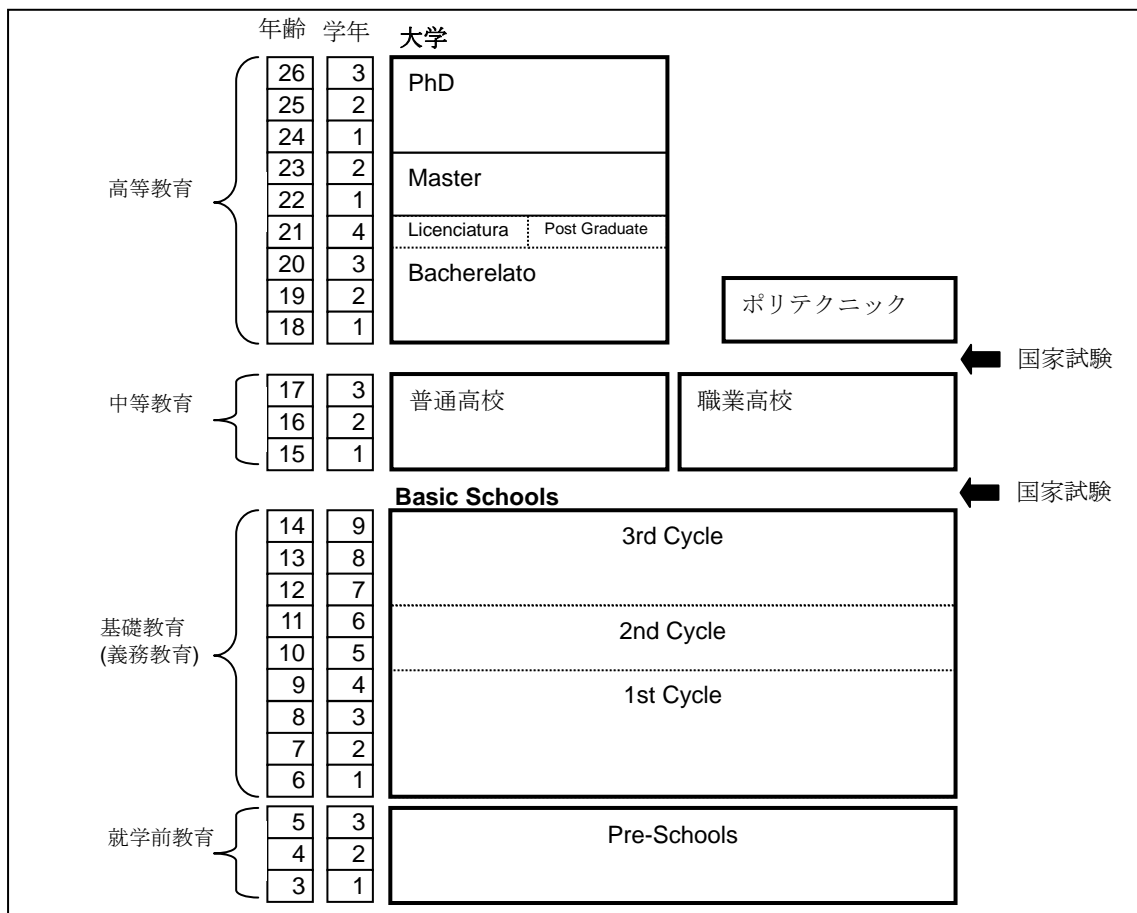 年齢 学年 大学
26 3 PhD
25 2
24 1
23 2 Master
高等教育
22 1
21 4 Licenciatura Post Graduate
20 3 Bacherelato
19 2 ポリテクニック
18 1
国家試験
17 3 普通高校 職業高校
中等教育
16 2
15 1
国家試験
Basic Schools
14 9 3rd Cycle
13 8
12 7
11 6 2nd Cycle
基礎教育
(義務教育)
10 5
9 4 1st Cycle
8 3
7 2
6 1
5 3 Pre-Schools
就学前教育
4 2
3 1